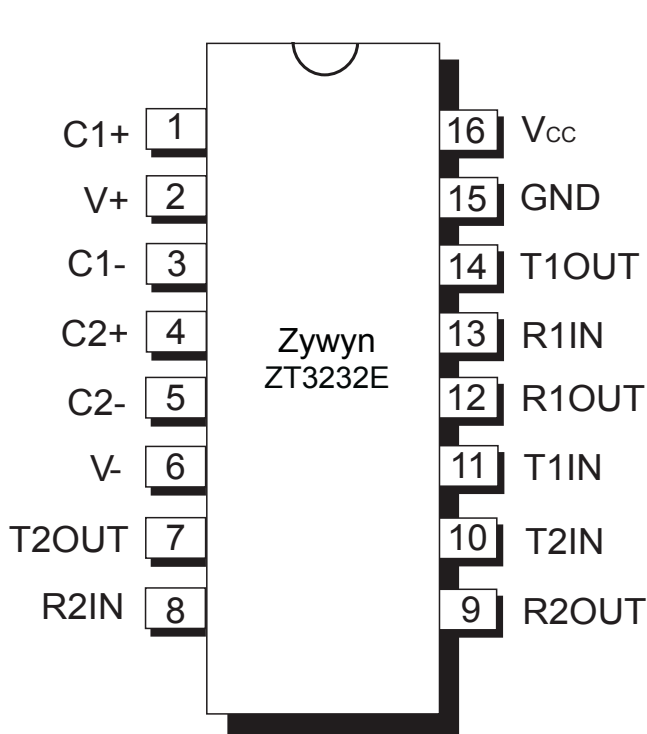 C1+ 1 16 Vcc
V+ 2 15 GND
C1- 3 14 T1OUT
C2+ 4 13 R1IN
Zywyn
ZT3232E
C2- 5 12 R1OUT
V- 6 11 T1IN
T2OUT 7 10 T2IN
R2IN 8 9 R2OUT